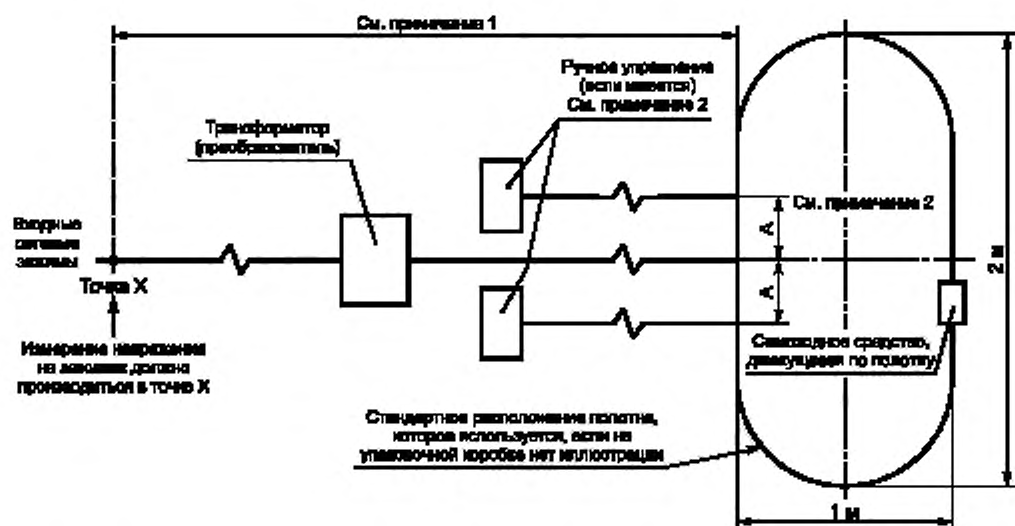 См. примечание 1
Ручное управление
(если имеется)
См. примечание 2
Трансформатор
(преобразователь)
См. примечание 2
Входные
сетевые
зажимы
Точка X
A
A
2 м
Измерение напряжения
на зажимах должно
производиться в точке X
Самоходное средство,
движущееся по полотну
Стандартное расположение полотна,
которое используется, если на
упаковочной коробке нет иллюстрации
1 м